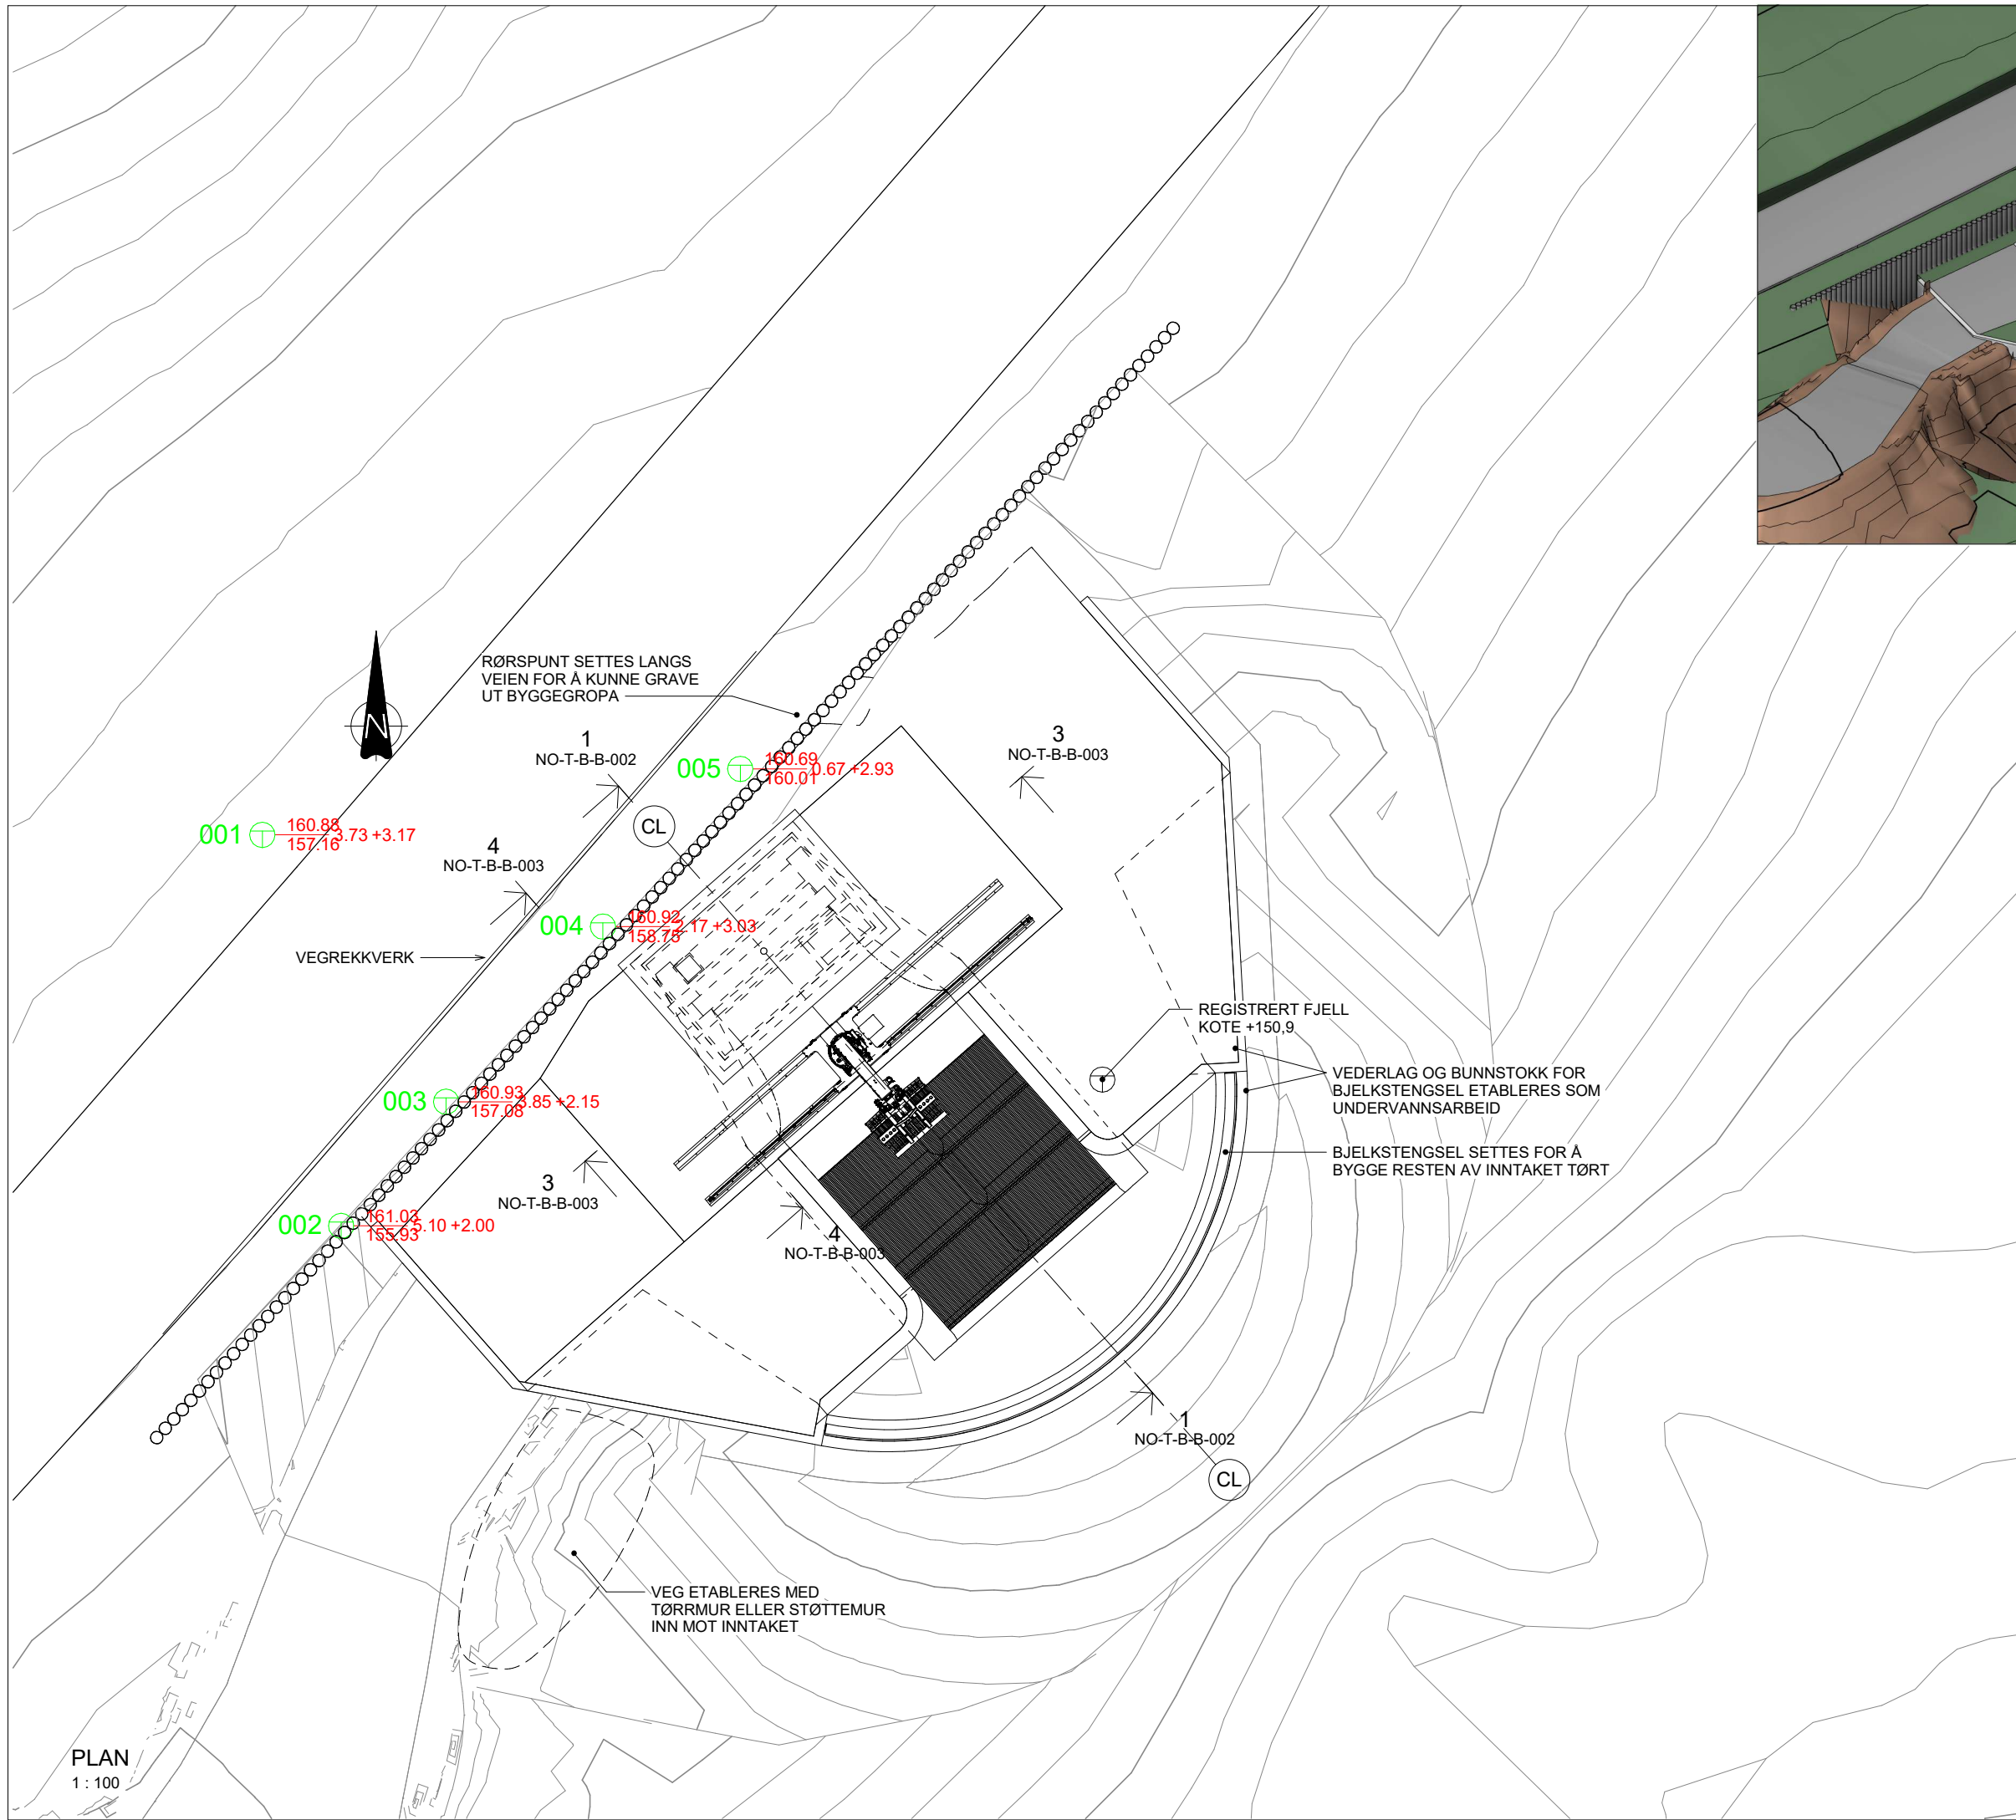 RØRSPUNT SETTES LANGS
VEIEN FOR Å KUNNE GRAVE
UT BYGGEGROPA
N
1
NO-T-B-B-002
3
NO-T-B-B-003
005
160.69
160.01
0.67 +2.93
CL
001
160.88
157.16
3.73 +3.17
4
NO-T-B-B-003
004
160.92
158.75
2.17 +3.03
VEGREKKVERK
REGISTRERT FJELL
KOTE +150,9
VEDERLAG OG BUNNSTOKK FOR
BJELKSTENGSEL ETABLERES SOM
UNDERVANNSARBEID
003
160.93
157.08
3.85 +2.15
BJELKSTENGSEL SETTES FOR Å
BYGGE RESTEN AV INNTAKET TØRT
3
NO-T-B-B-003
002
161.03
155.93
5.10 +2.00
4
NO-T-B-B-003
1
NO-T-B-B-002
CL
VEG ETABLERES MED
TØRRMUR ELLER STØTTEMUR
INN MOT INNTAKET
PLAN
1 : 100